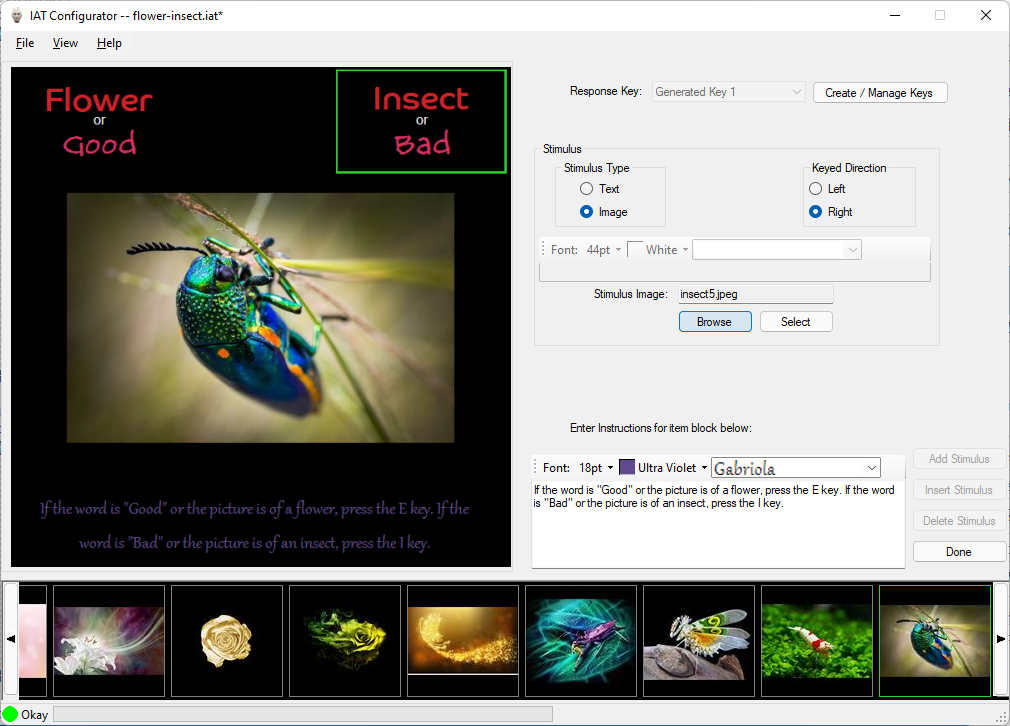 IAT Configurator -- flower-insect.iat*
File View Help
Flower
or
Good
Insect
or
Bad
If the word is "Good" or the picture is of a flower, press the E key. If the
word is "Bad" or the picture is of an insect, press the I key.
Response Key: Generated Key 1 Create / Manage Keys
Stimulus
Stimulus Type
Text
Image
Keyed Direction
Left
Right
Font: 44pt White
Stimulus Image: insect5.jpeg
Browse Select
Enter Instructions for item block below:
Font: 18pt Ultra Violet Gabriola
If the word is "Good" or the picture is of a flower, press the E key. If the word
is "Bad" or the picture is of an insect, press the I key.
Add Stimulus
Insert Stimulus
Delete Stimulus
Done
Okay